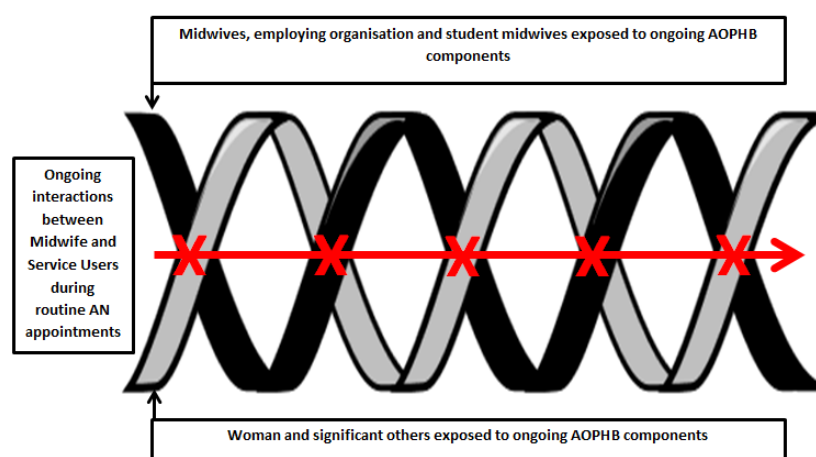 Midwives, employing organisation and student midwives exposed to ongoing AOPHB
components
Ongoing
interactions
between
Midwife and
Service Users
during
routine AN
appointments
X X X X X
Woman and significant others exposed to ongoing AOPHB components